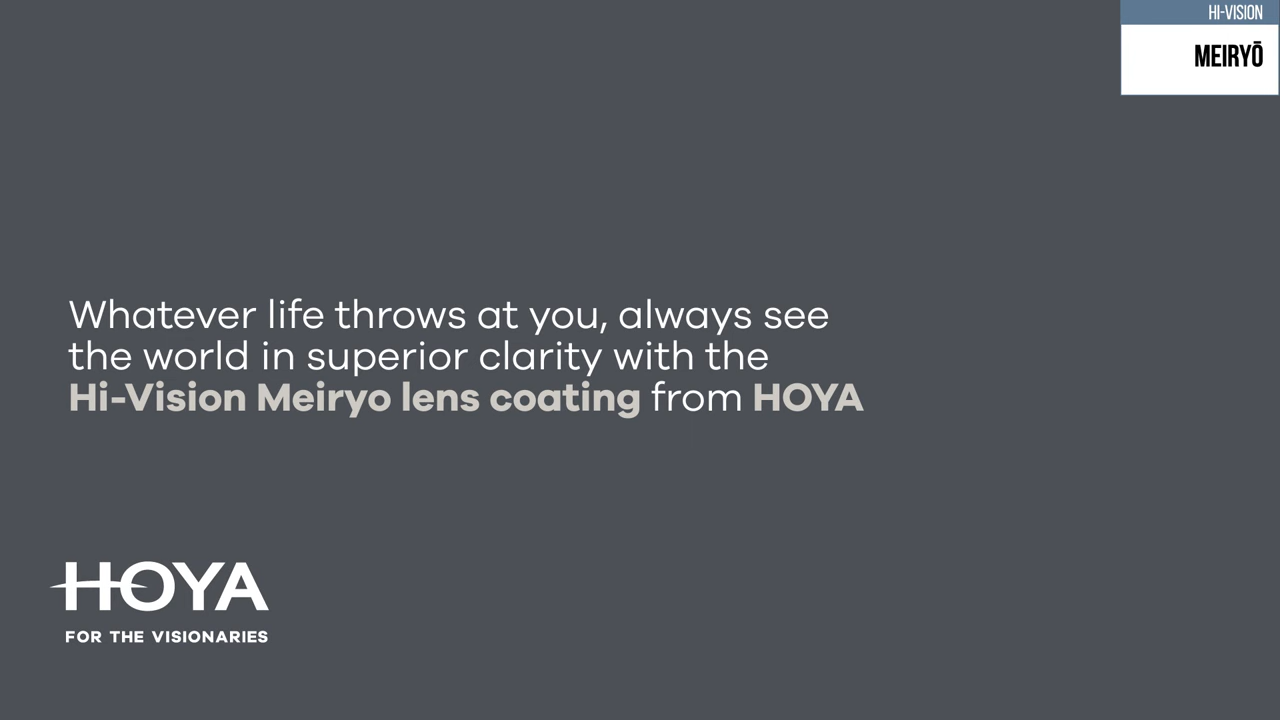 HI-VISION
MEIRYŌ
Whatever life throws at you, always see
the world in superior clarity with the
Hi-Vision Meiryo lens coating from HOYA
HOYA
FOR THE VISIONARIES